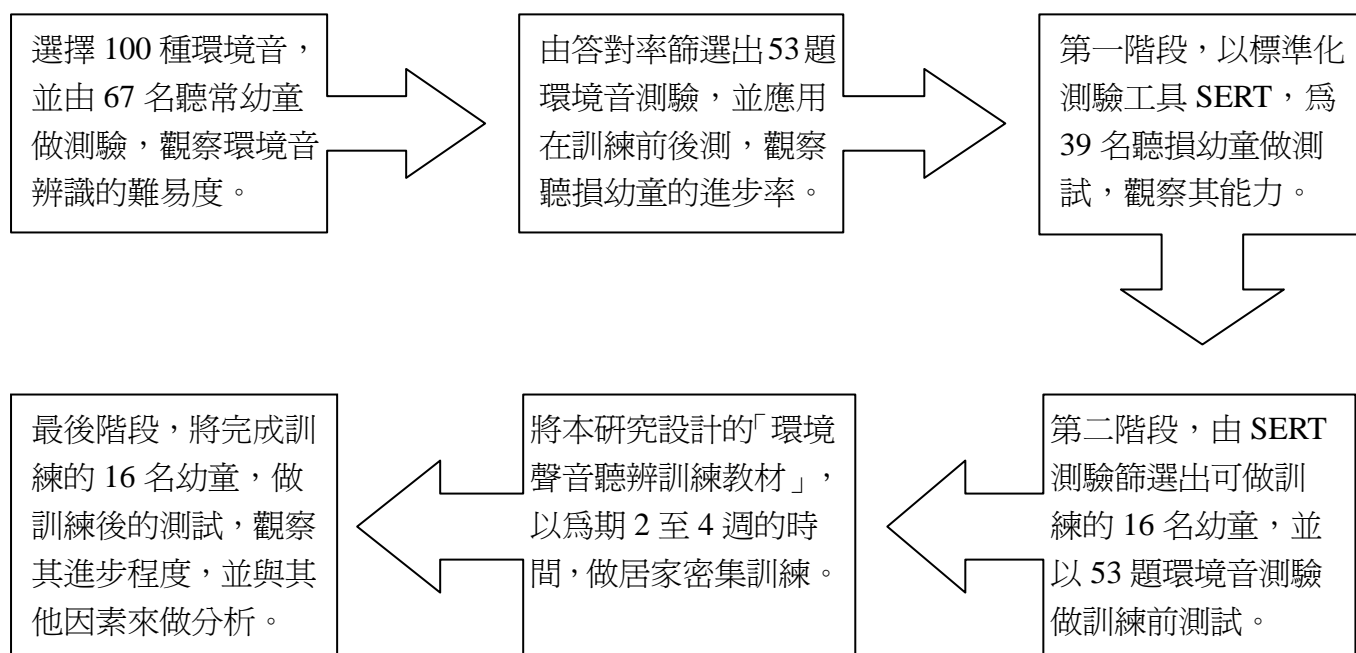 選擇 100 種環境音，
並由 67 名聽常幼童
做測驗，觀察環境音
辨識的難易度。
由答對率篩選出 53 題
環境音測驗，並應用
在訓練前後測，觀察
聽損幼童的進步率。
第一階段，以標準化
測驗工具 SERT，為
39 名聽損幼童做測
試，觀察其能力。
第二階段，由 SERT
測驗篩選出可做訓
練的 16 名幼童，並
以 53 題環境音測驗
做訓練前測試。
將本研究設計的「環境
聲音聽辨訓練教材」，
以為期 2 至 4 週的時
間，做居家密集訓練。
最後階段，將完成訓
練的 16 名幼童，做
訓練後的測試，觀察
其進步程度，並與其
他因素來做分析。